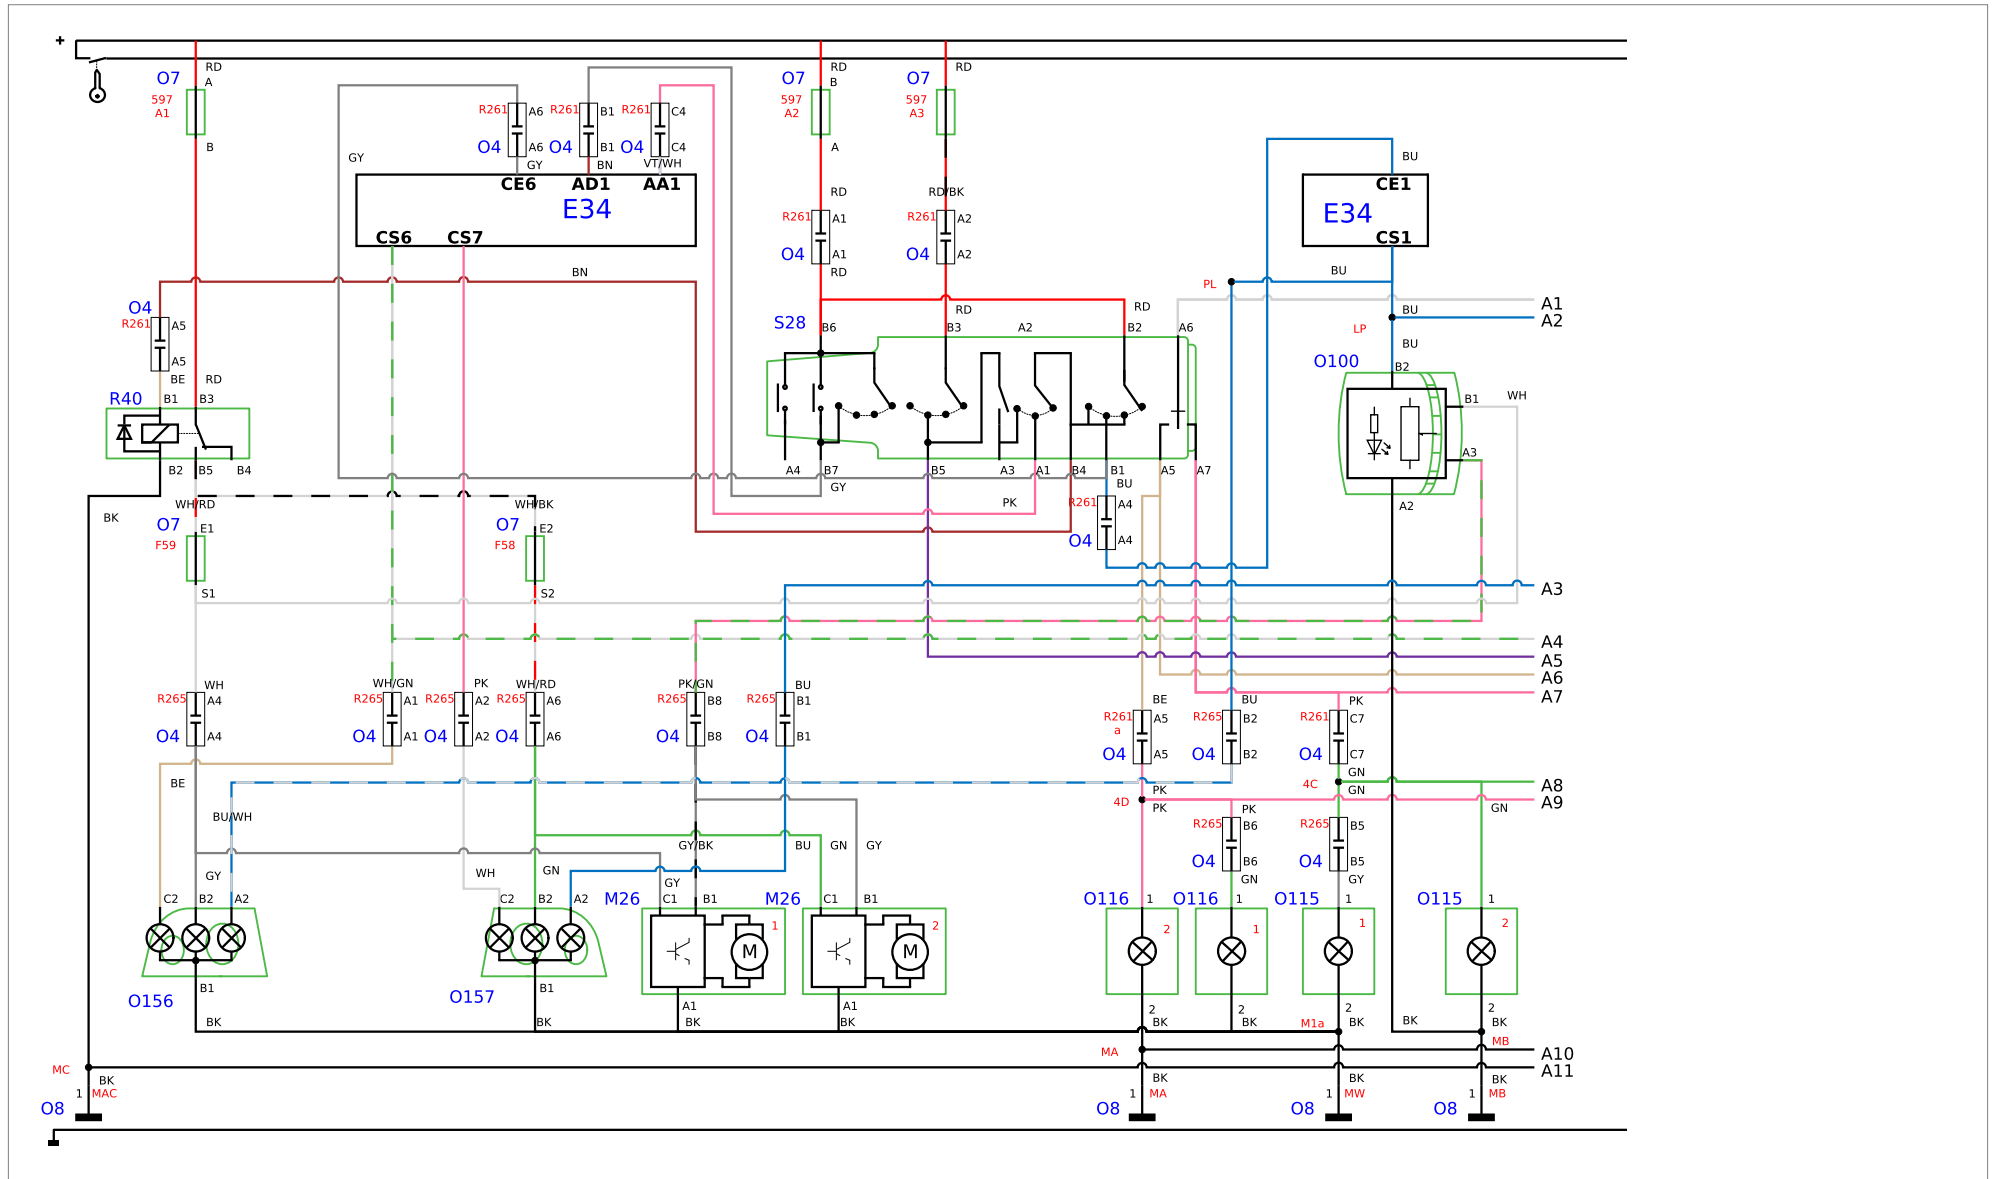 +
RD RD RD
O7 A O7 B O7
597 597 597
A1 A2 A3
B A
R261 A6 R261 B1 R261 C4
O4 A6 O4 B1 O4 C4
GY GY BN VT/WH
CE6 AD1 AA1
E34
CS6 CS7
BU
CE1
E34
CS1
RD RD/BK
R261 A1 R261 A2
O4 A1 O4 A2
RD
BN
PL BU
A1
BU A2
LP
BU
O4
R261 A5
A5
BE RD
R40 B1 B3
B2 B5 B4
RD RD
S28 B6 B3 A2 B2 A6
A4 B7 B5 A3 A1 B4 B1 A5 A7
GY PK BU
O100 B2
B1 WH
A3
A2
R261 A4
O4 A4
BK WH/RD WH/BK
O7 E1 O7 E2
F59 F58
S1 S2
A3
A4
A5
A6
A7
WH WH/GN PK WH/RD PK/GN BU
R265 A4 R265 A1 R265 A2 R265 A6 R265 B8 R265 B1
O4 A4 O4 A1 O4 A2 O4 A6 O4 B8 O4 B1
BE BU PK
R261 A5 R265 B2 R261 C7
a
O4 A5 O4 B2 O4 C7
GN
4C A8
PK GN
4D A9
PK PK GN
R265 B6 R265 B5
O4 B6 O4 B5
GN GY
BE
BU/WH GY/BK BU GN GY
GY WH GN GY
C2 B2 A2 C2 B2 A2 M26 C1 B1 M26 C1 B1
M 1 M 2
O116 1 O116 1 O115 1 O115 1
2 1 1 2
O156 B1 O157 B1 A1 A1
2 2 2 2
BK BK BK BK BK BK M1a BK BK BK
MB
MA A10
MC A11
BK BK BK BK
1 MAC 1 MA 1 MW 1 MB
O8 O8 O8 O8